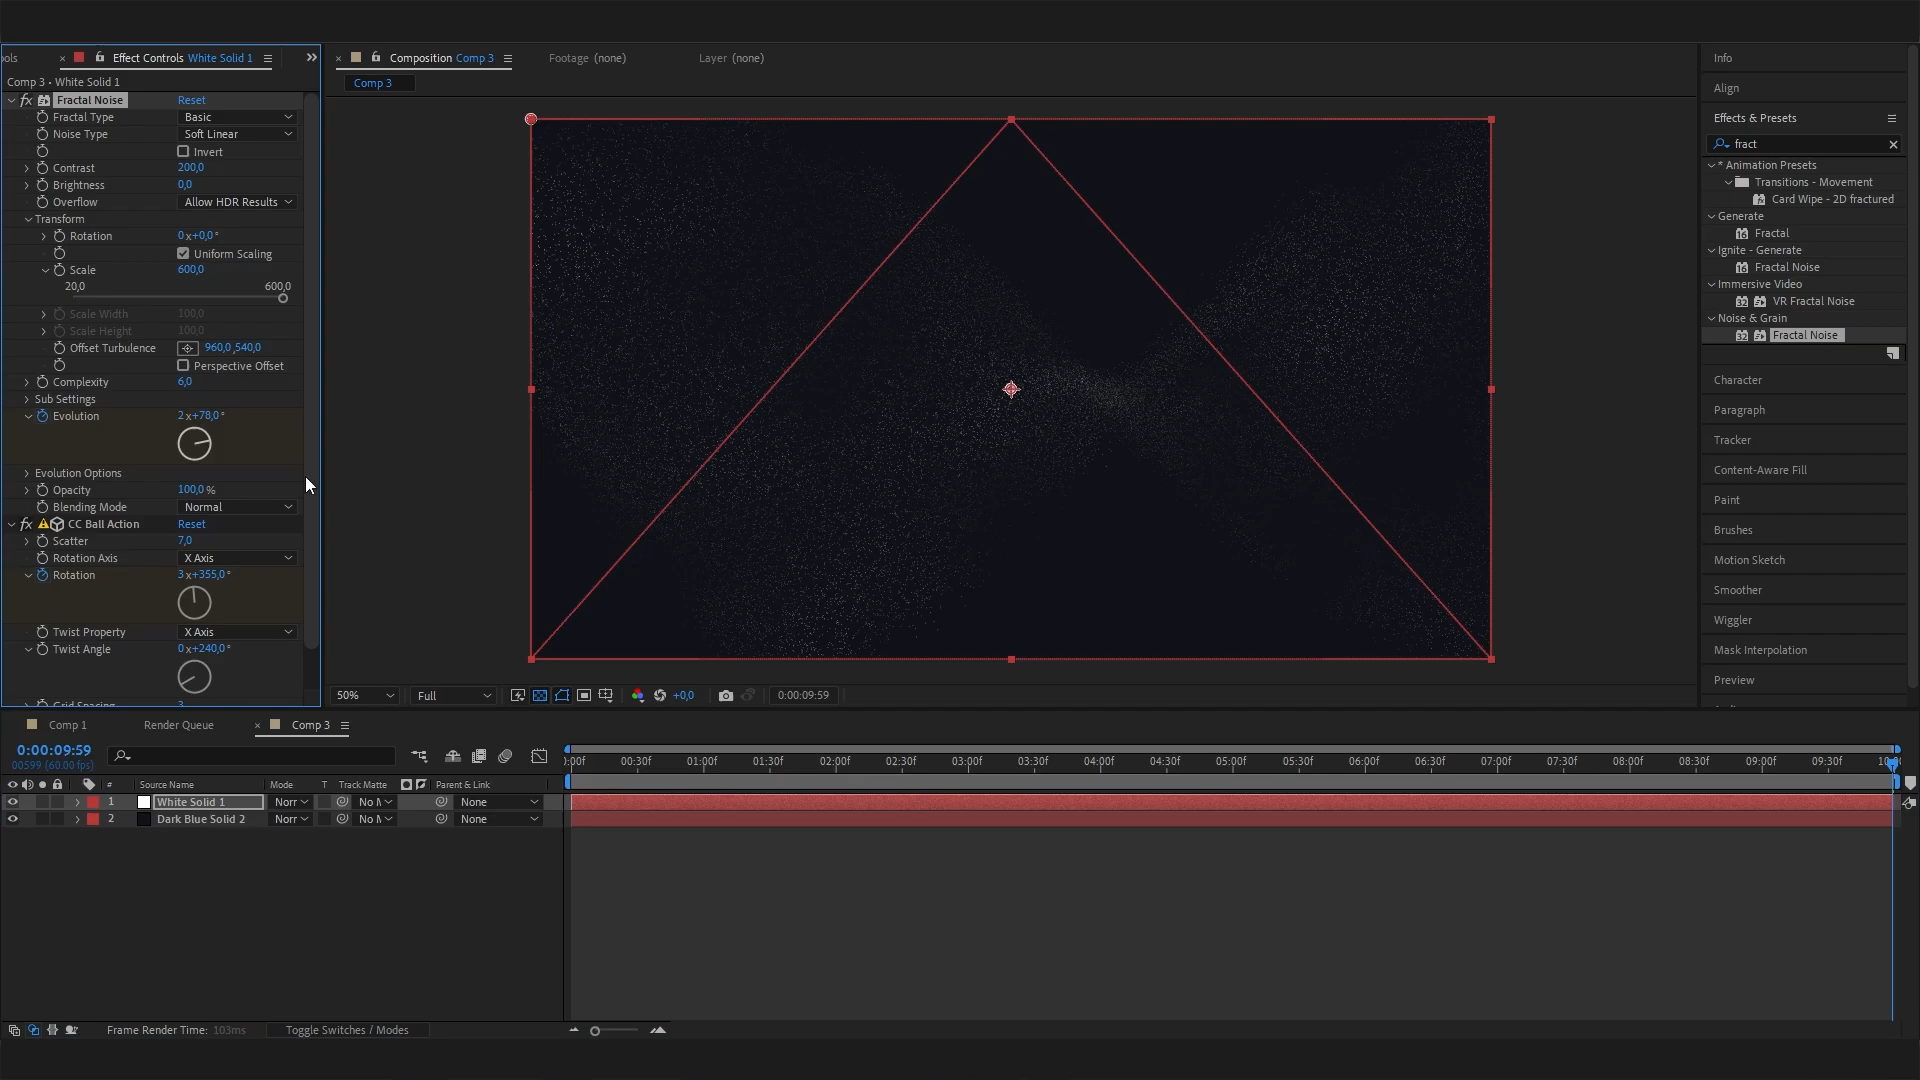 ols
Effect Controls White Solid 1
Comp 3 • White Solid 1
Fractal Noise Reset
Fractal Type Basic
Noise Type Soft Linear
Invert
Contrast 200,0
Brightness 0,0
Overflow Allow HDR Results
Transform
Rotation 0x+0,0°
Uniform Scaling
Scale 600,0
20,0 600,0
Scale Width 100,0
Scale Height 100,0
Offset Turbulence 960,0,540,0
Perspective Offset
Complexity 6,0
Sub Settings
Evolution 2x+78,0°
Evolution Options
Opacity 100,0%
Blending Mode Normal
fx CC Ball Action Reset
Scatter 7,0
Rotation Axis X Axis
Rotation 3x+355,0°
Twist Property X Axis
Twist Angle 0x+240,0°
Grid Spacing 3
Composition Comp 3
Footage (none)
Layer (none)
Comp 3
50% Full +0,0 0:00:09:59
Info
Align
Effects & Presets
fract
* Animation Presets
Transitions - Movement
Card Wipe - 2D fractured
Generate
Fractal
Ignite - Generate
Fractal Noise
Immersive Video
VR Fractal Noise
Noise & Grain
Fractal Noise
Character
Paragraph
Tracker
Content-Aware Fill
Paint
Brushes
Motion Sketch
Smoother
Wiggler
Mask Interpolation
Preview
Comp 1 Render Queue Comp 3
0:00:09:59
00599 (60.00 fps)
:00f 00:30f 01:00f 01:30f 02:00f 02:30f 03:00f 03:30f 04:00f 04:30f 05:00f 05:30f 06:00f 06:30f 07:00f 07:30f 08:00f 08:30f 09:00f 09:30f 10:
# Source Name Mode T Track Matte Parent & Link
1 White Solid 1 Norr No M None
2 Dark Blue Solid 2 Norr No M None
Frame Render Time: 103ms Toggle Switches / Modes